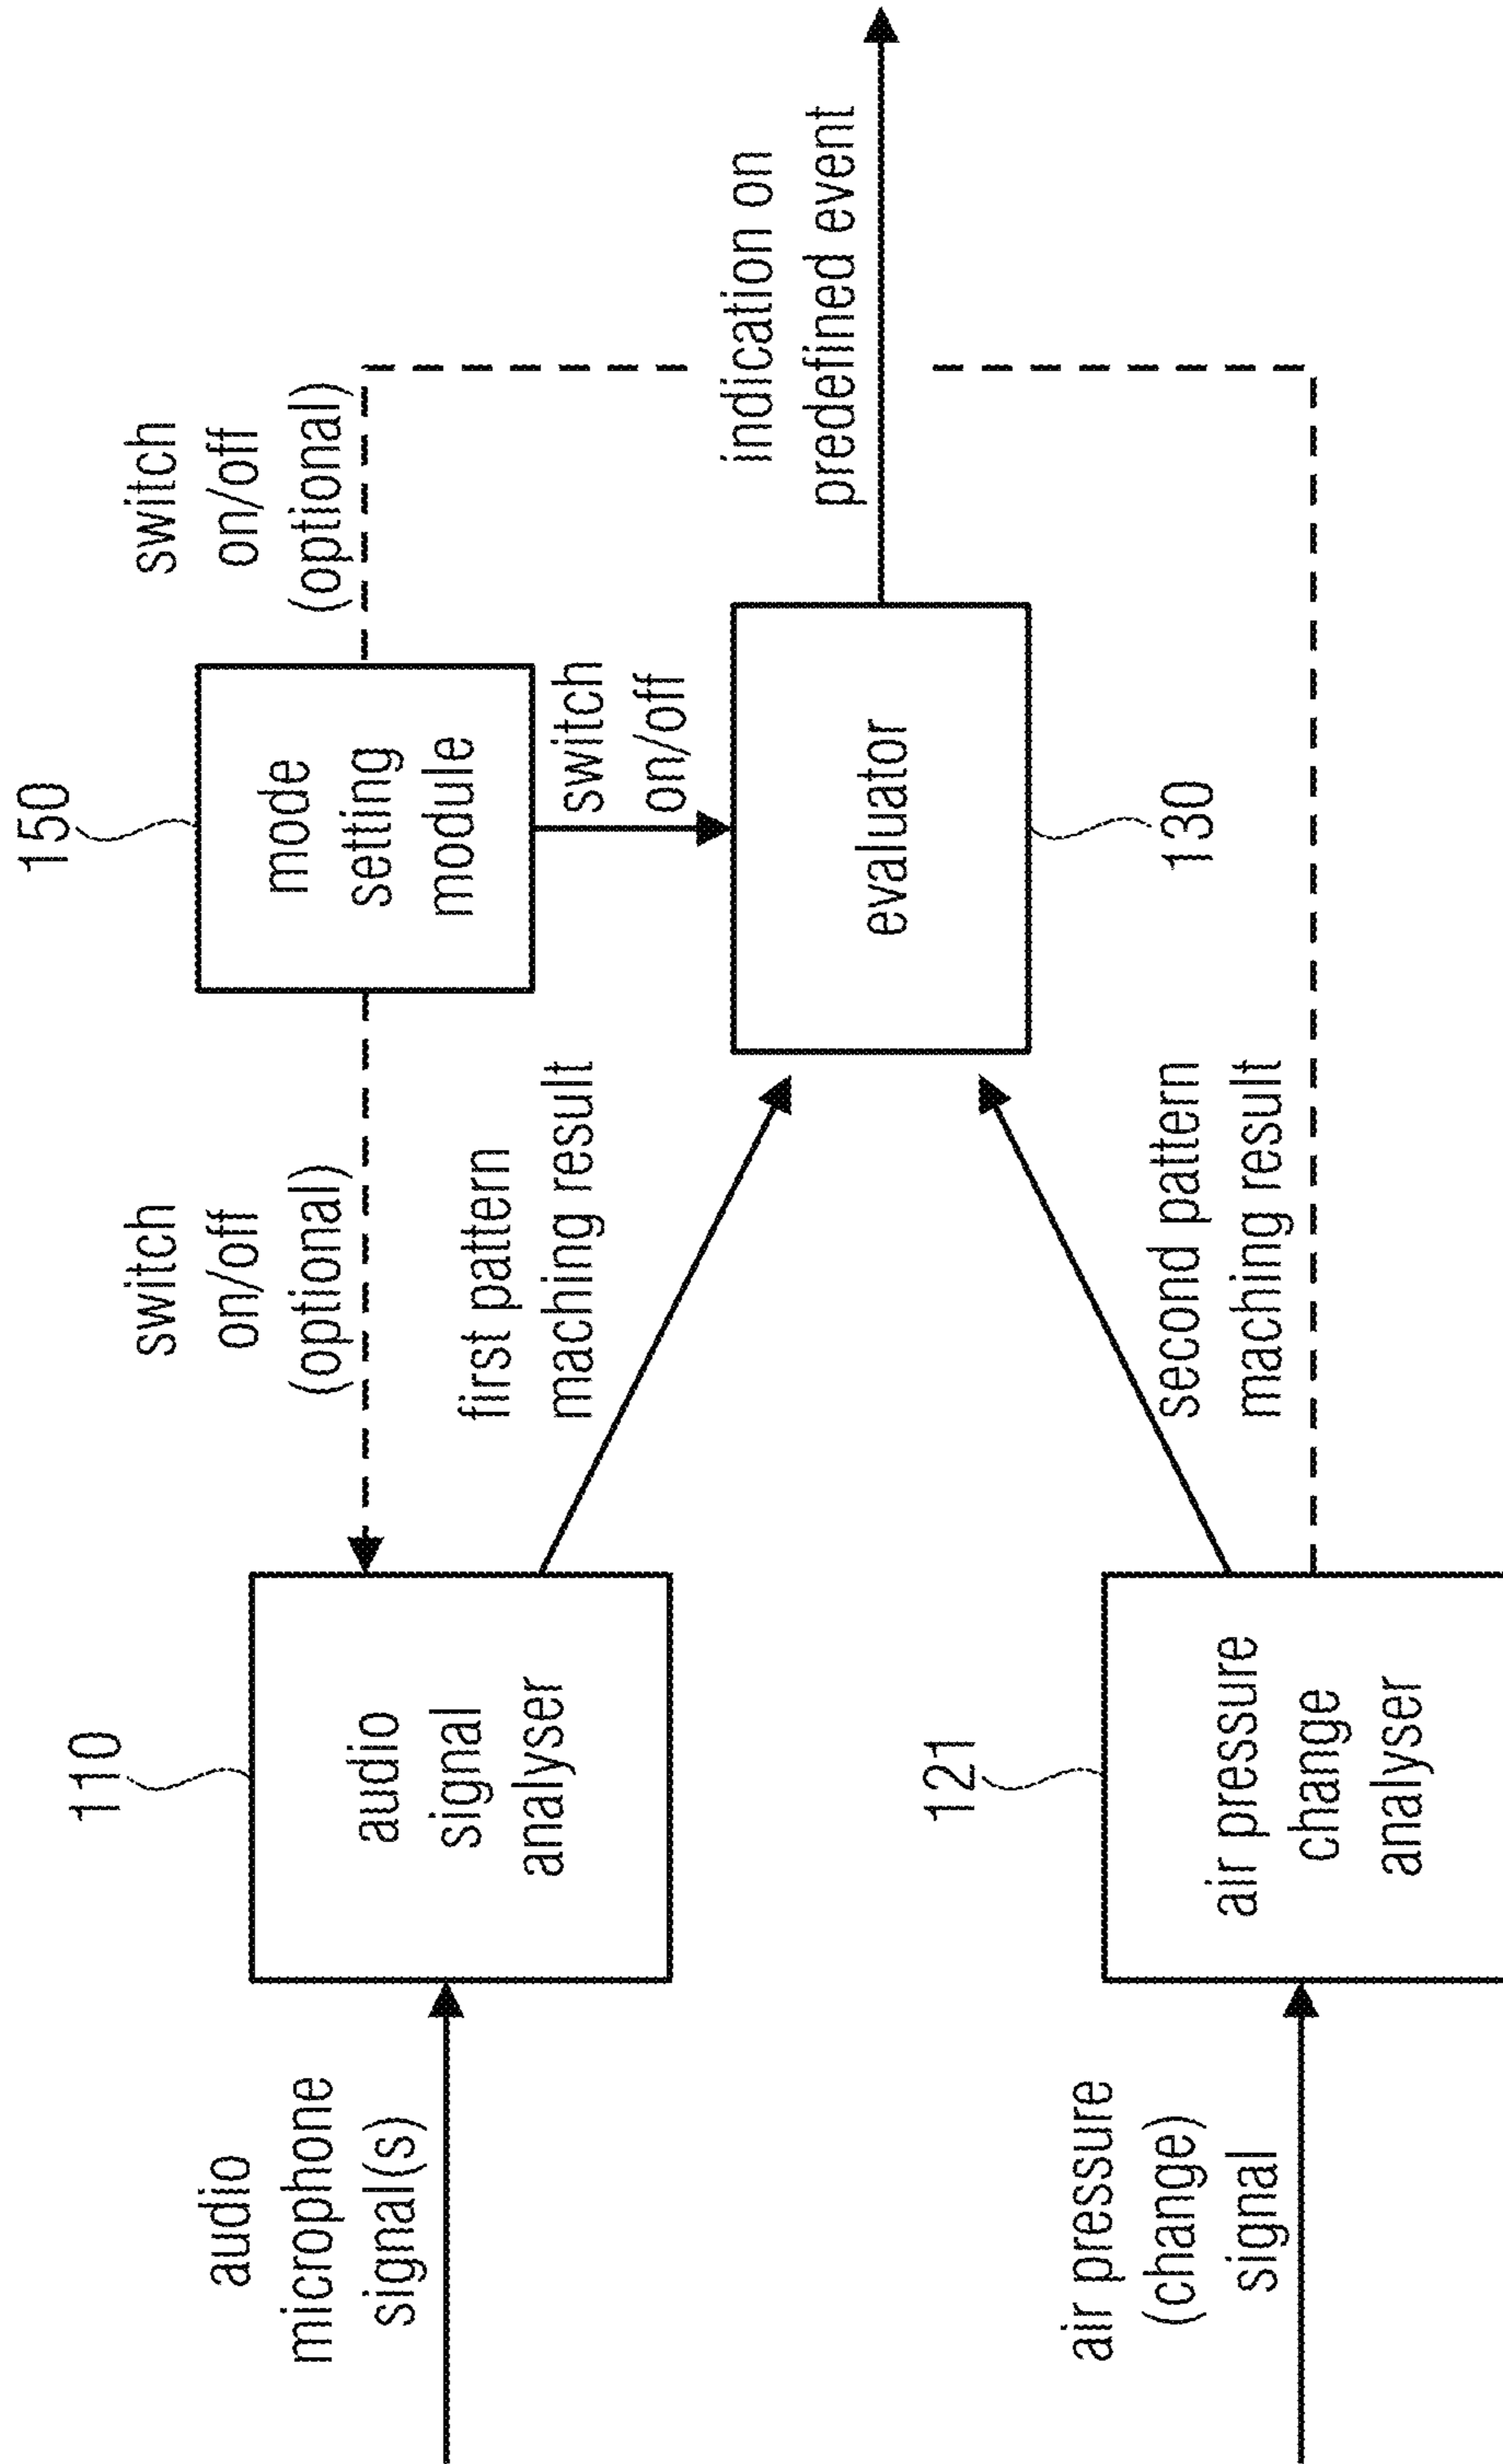 150
switch
on/off
(optional)
mode
setting
module
switch
on/off
(optional)
switch
on/off
110
audio
microphone
signal(s)
audio
signal
analyser
first pattern
maching result
evaluator
130
indication on
predefined event
121
air pressure
(change)
signal
air pressure
change
analyser
second pattern
maching result